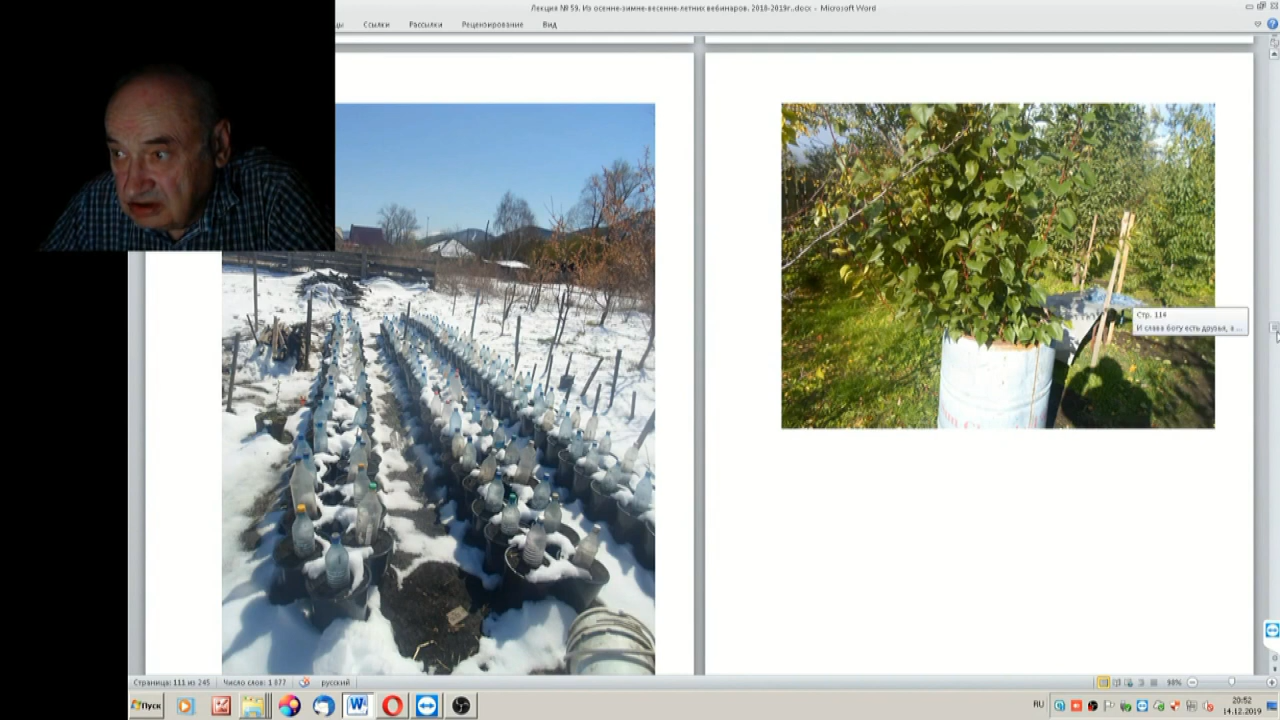 Лекция № 59. Из осенне-зимне-весенне-летних вебинаров. 2018-2019г..docx - Microsoft Word
Ссылки Рассылки Рецензирование Вид
Стр. 114
И слава богу есть друзья, а ...
Страница: 111 из 245 Число слов: 1 877 русский 98%
Пуск RU 20:52
14.12.2019